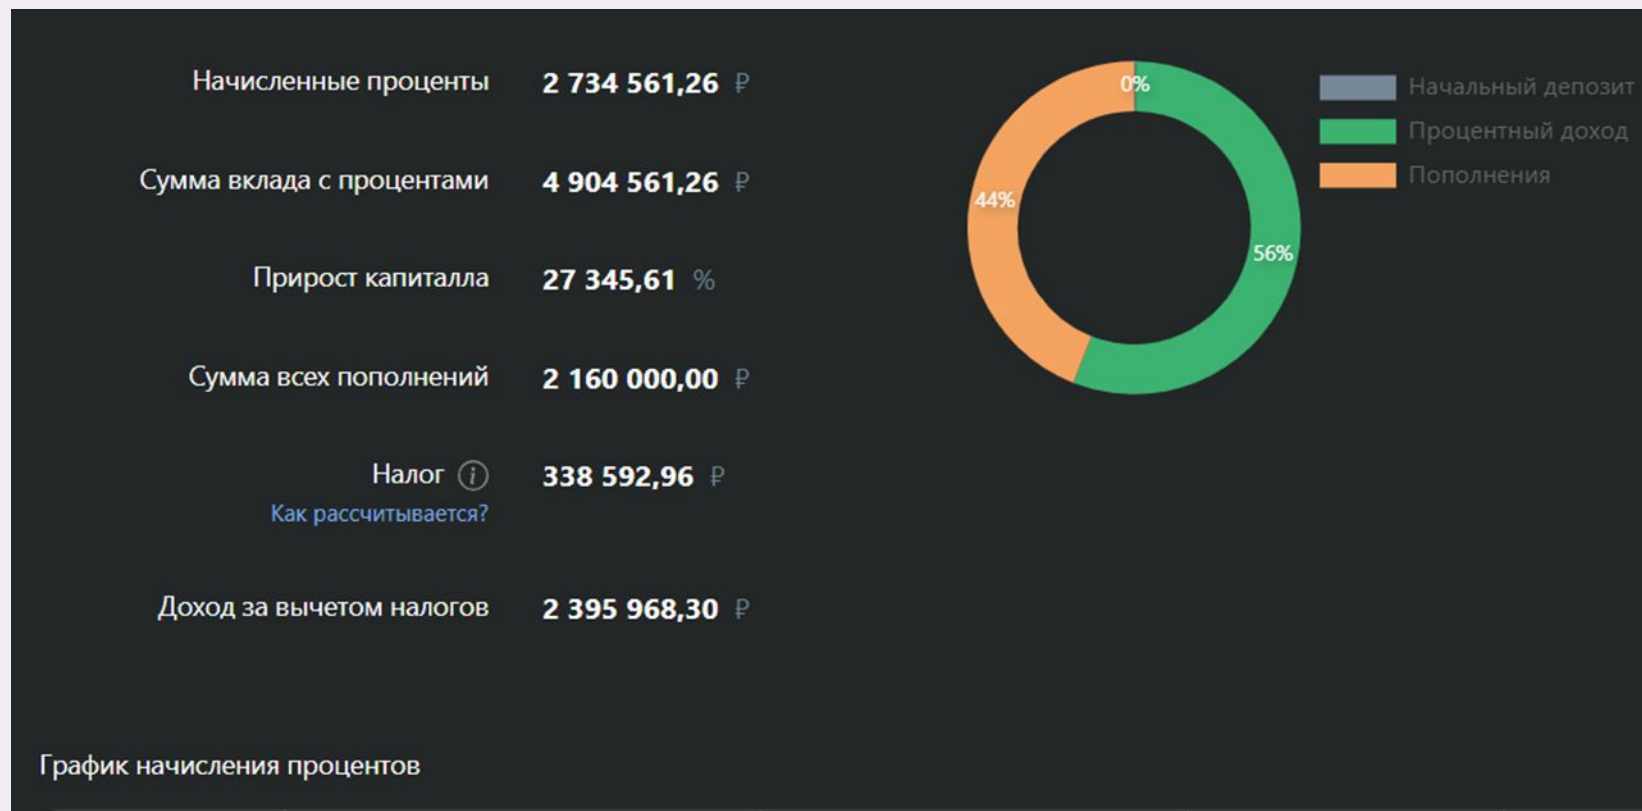 Начисленные проценты 2 734 561,26 ₽
Сумма вклада с процентами 4 904 561,26 ₽
Прирост капиталла 27 345,61 %
Сумма всех пополнений 2 160 000,00 ₽
Налог i 338 592,96 ₽
Как рассчитывается?
Доход за вычетом налогов 2 395 968,30 ₽
0%
44%
56%
Начальный депозит
Процентный доход
Пополнения
График начисления процентов